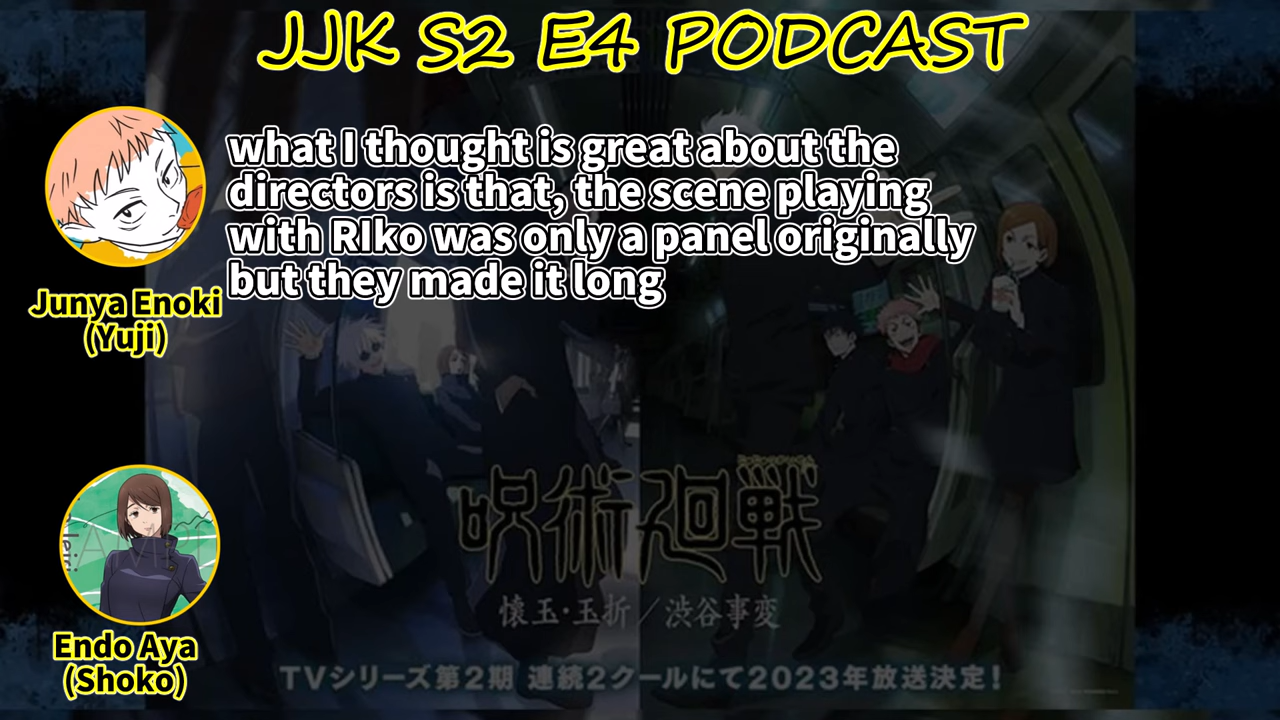 JJK S2 E4 PODCAST
what I thought is great about the
directors is that, the scene playing
with RIko was only a panel originally
but they made it long
Junya Enoki
(Yuji)
呪術廻戦
懐玉・玉折／渋谷事変
Endo Aya
(Shoko)
TVシリーズ第2期 連続2クールにて2023年放送決定！